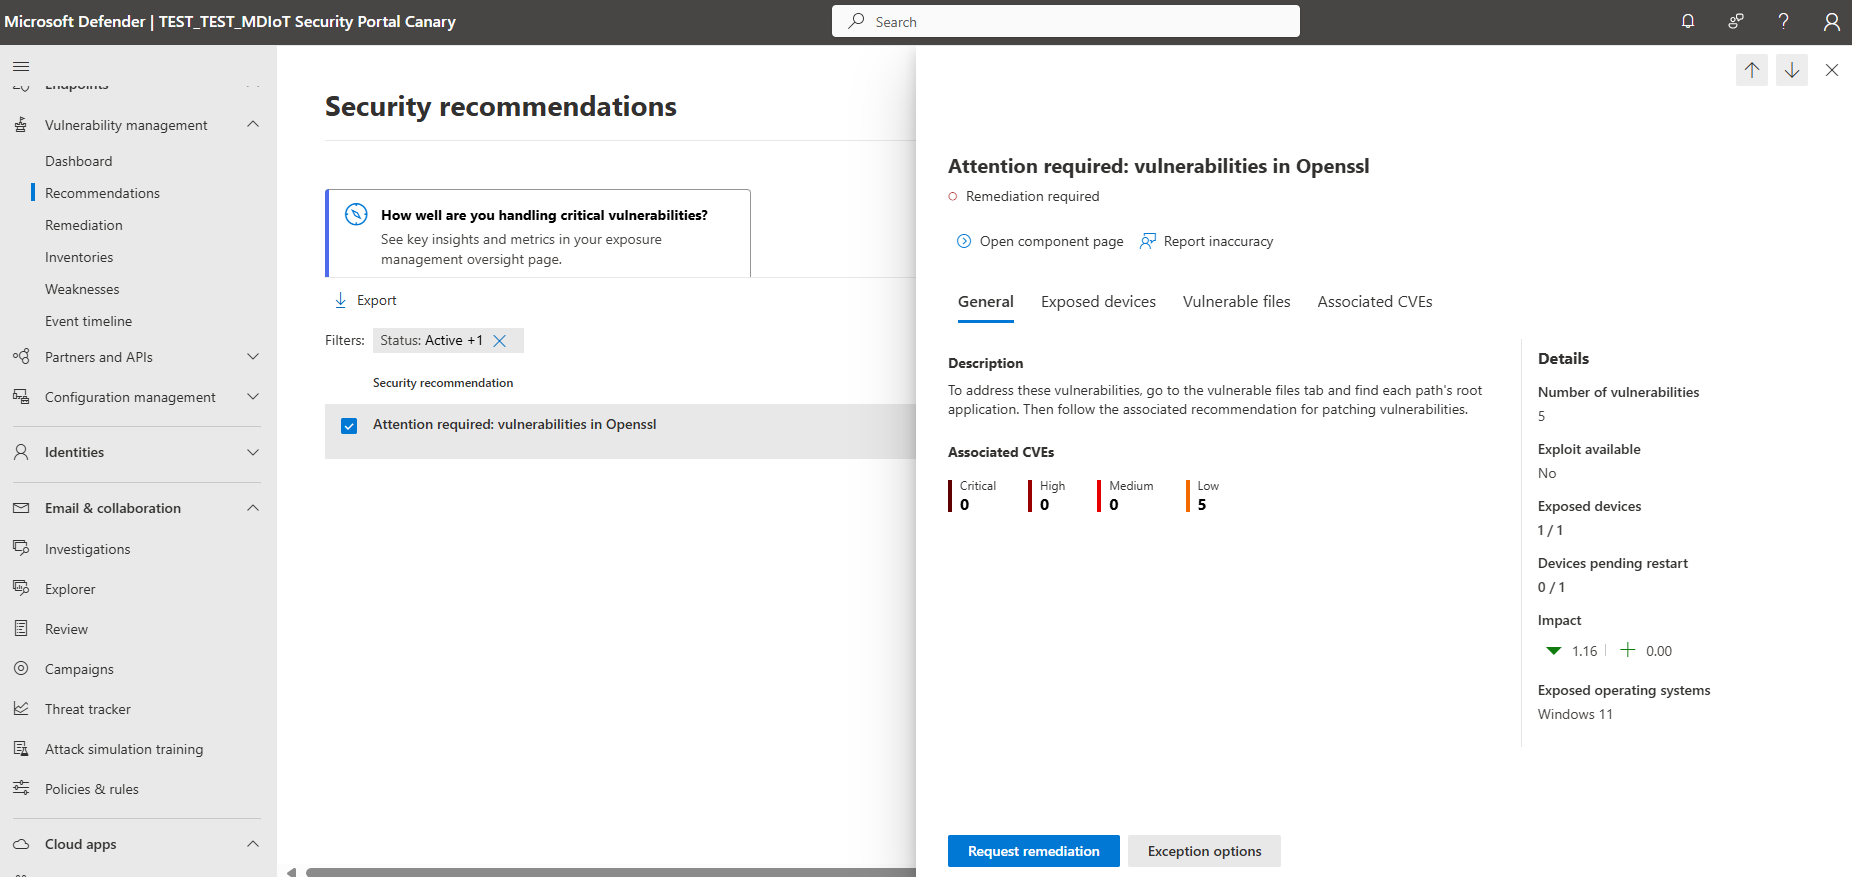 Microsoft Defender | TEST_TEST_MDIoT Security Portal Canary
Search
Endpoints
Vulnerability management
Dashboard
Recommendations
Remediation
Inventories
Weaknesses
Event timeline
Partners and APIs
Configuration management
Identities
Email & collaboration
Investigations
Explorer
Review
Campaigns
Threat tracker
Attack simulation training
Policies & rules
Cloud apps
Security recommendations
How well are you handling critical vulnerabilities?
See key insights and metrics in your exposure
management oversight page.
Export
Filters: Status: Active +1
Security recommendation
Attention required: vulnerabilities in Openssl
Attention required: vulnerabilities in Openssl
Remediation required
Open component page Report inaccuracy
General Exposed devices Vulnerable files Associated CVEs
Description
To address these vulnerabilities, go to the vulnerable files tab and find each path's root
application. Then follow the associated recommendation for patching vulnerabilities.
Associated CVEs
Critical High Medium Low
0 0 0 5
Details
Number of vulnerabilities
5
Exploit available
No
Exposed devices
1 / 1
Devices pending restart
0 / 1
Impact
1.16 | + 0.00
Exposed operating systems
Windows 11
Request remediation Exception options